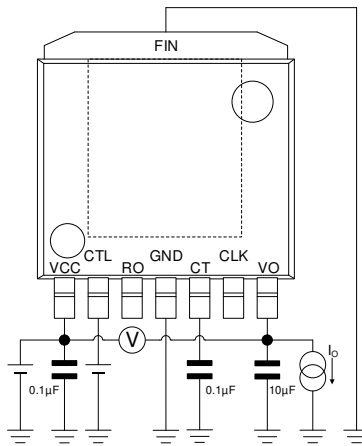 FIN
VCC CTL RO GND CT CLK VO
V
0.1µF 0.1µF 10µF IO